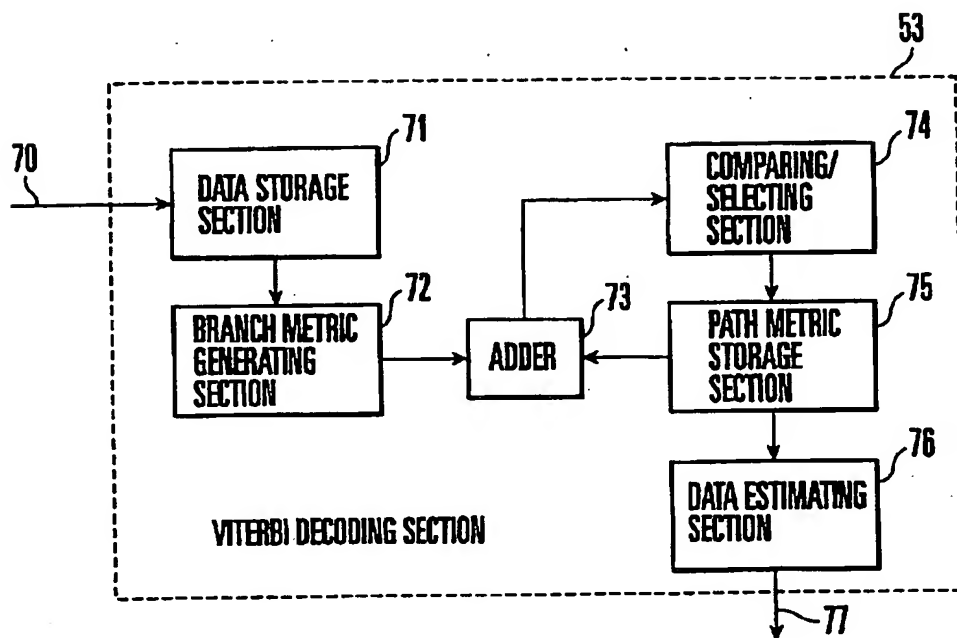 53
70
71
DATA STORAGE
SECTION
74
COMPARING/
SELECTING
SECTION
72
BRANCH METRIC
GENERATING
SECTION
73
ADDER
75
PATH METRIC
STORAGE
SECTION
76
DATA ESTIMATING
SECTION
VITERBI DECODING SECTION
77